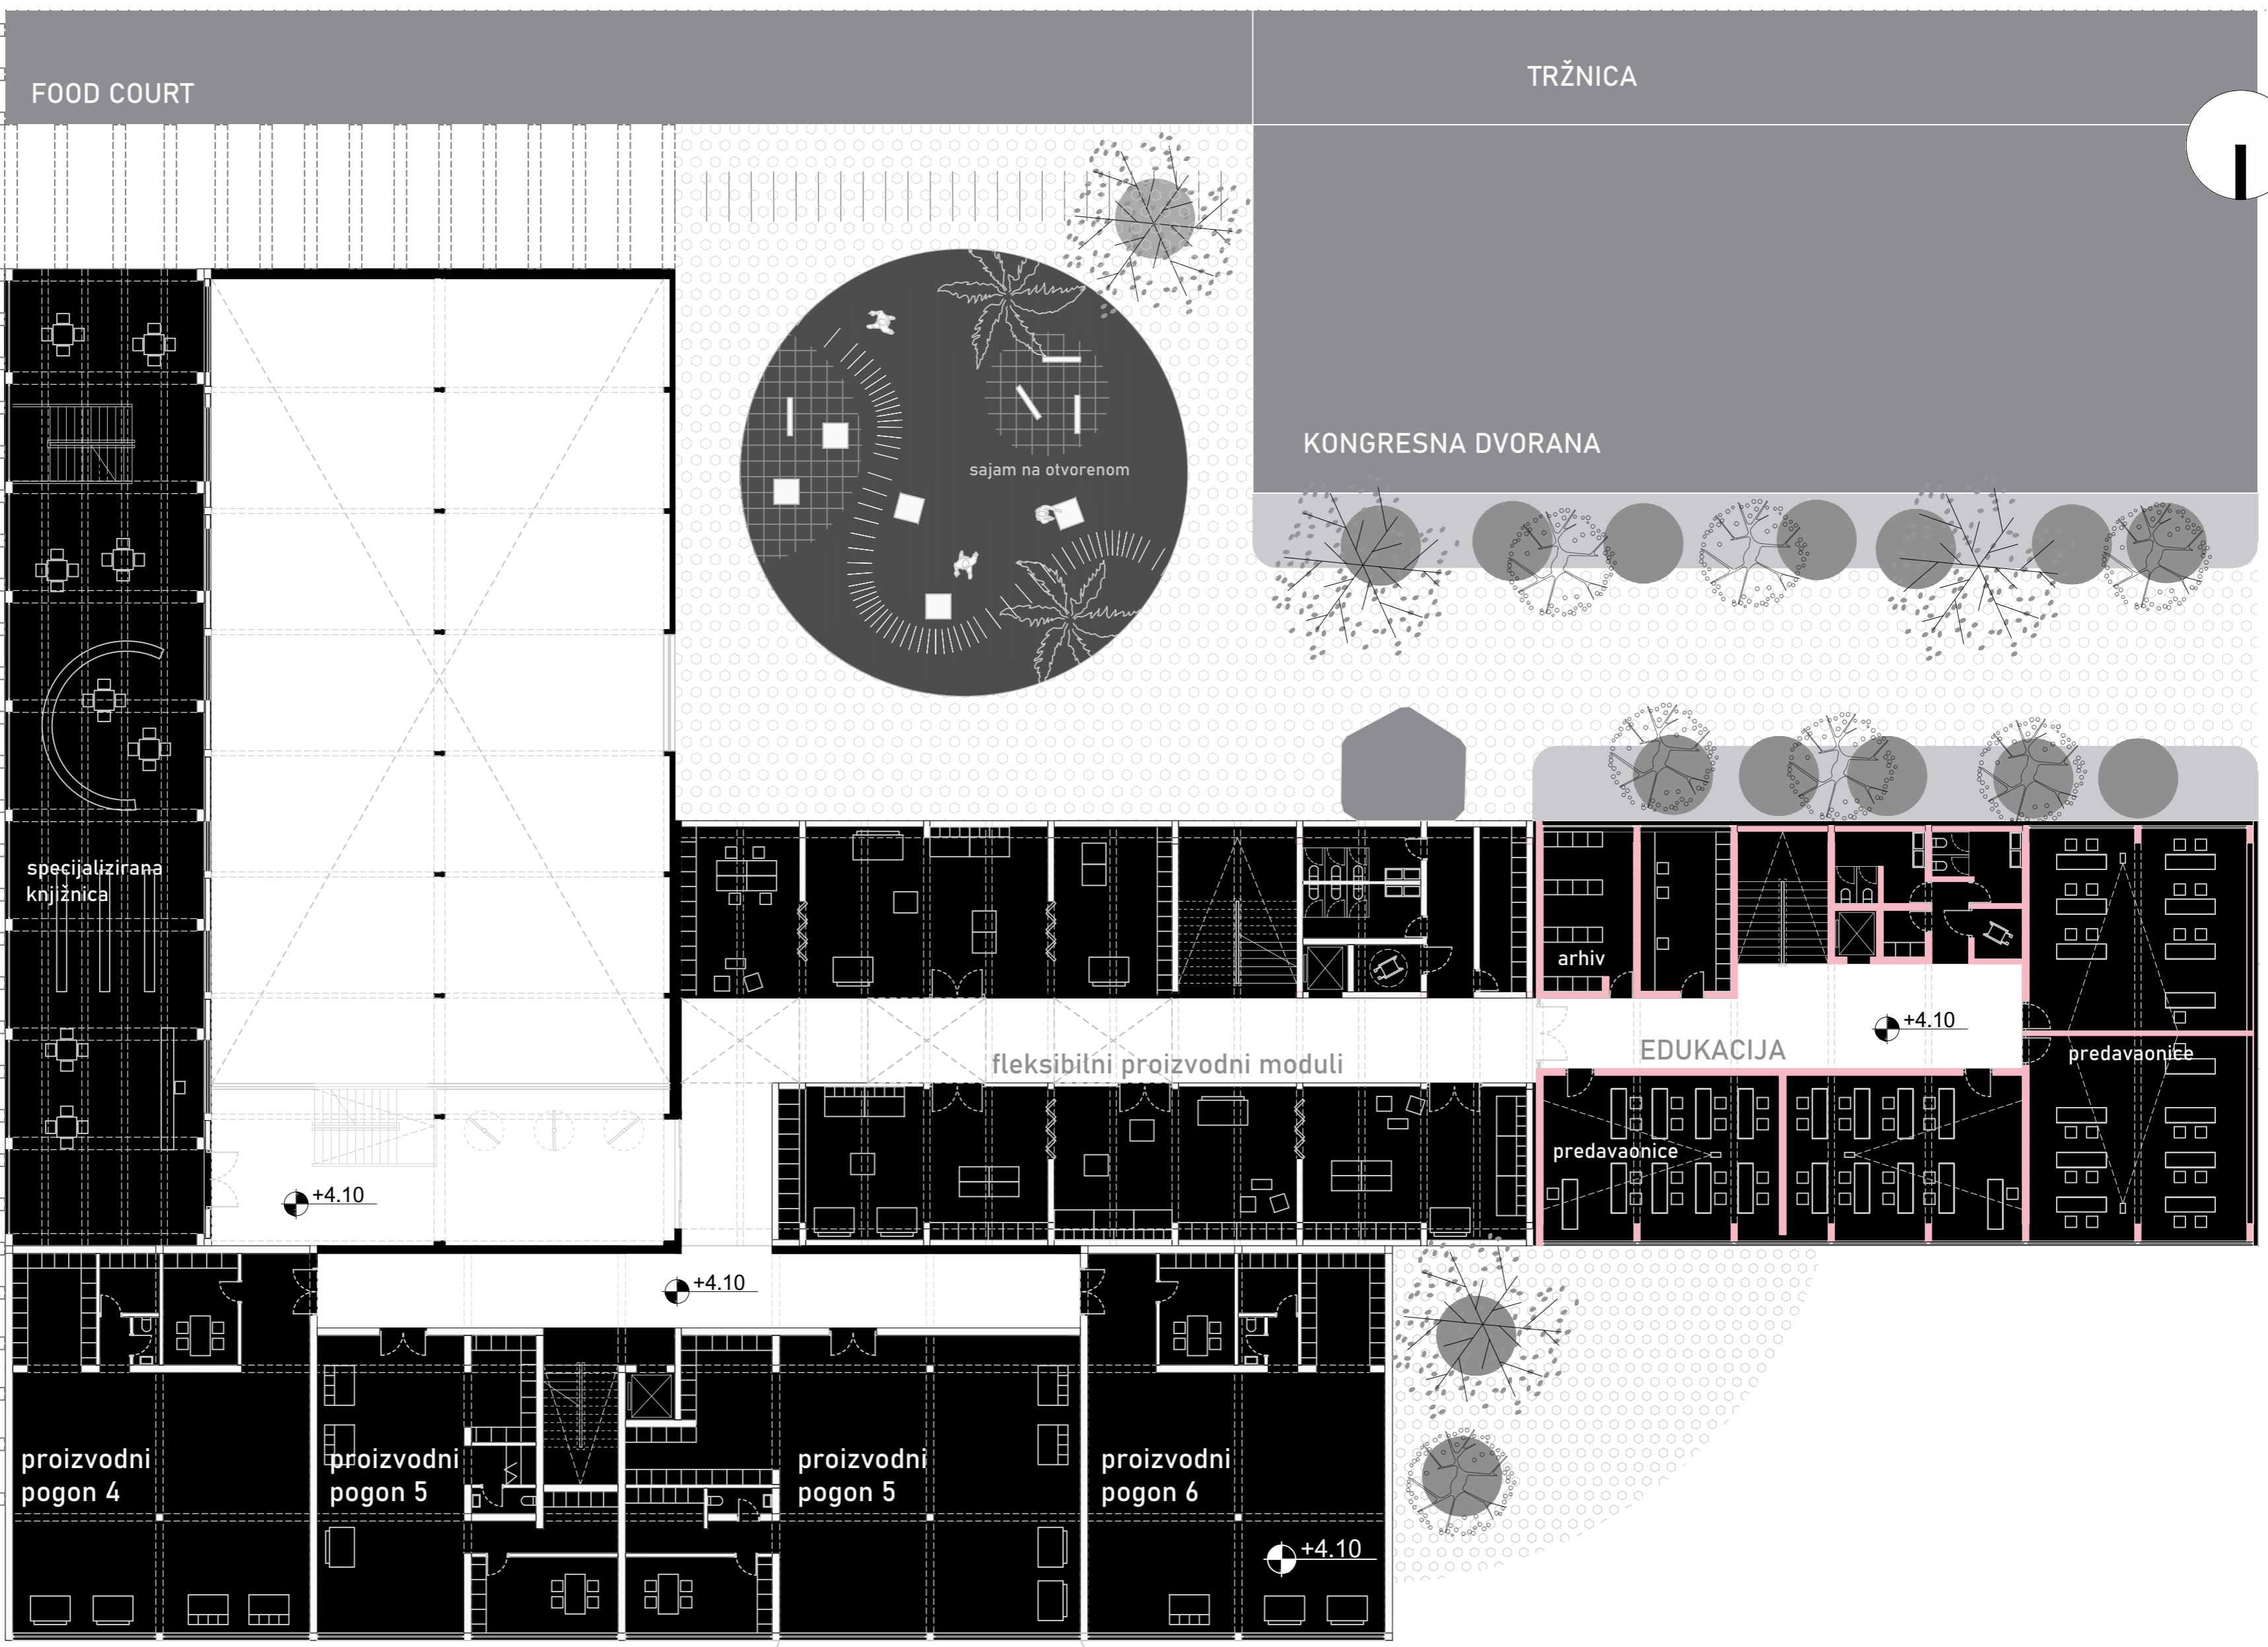 FOOD COURT
TRŽNICA
KONGRESNA DVORANA
sajam na otvorenom
specijalizirana
knjižnica
arhiv
+4.10
fleksibilni proizvodni moduli
EDUKACIJA
predavaonice
predavaonice
+4.10
+4.10
proizvodni
pogon 4
proizvodni
pogon 5
proizvodni
pogon 5
proizvodni
pogon 6
+4.10